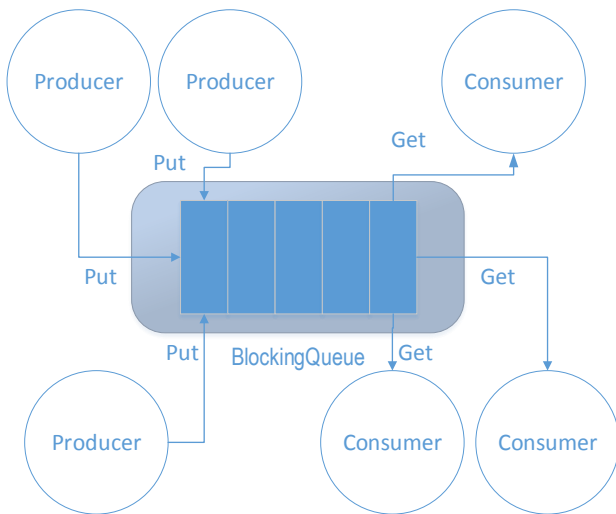 Producer
Producer
Consumer
Get
Put
Put
Get
Put
Get
BlockingQueue
Producer
Consumer
Consumer